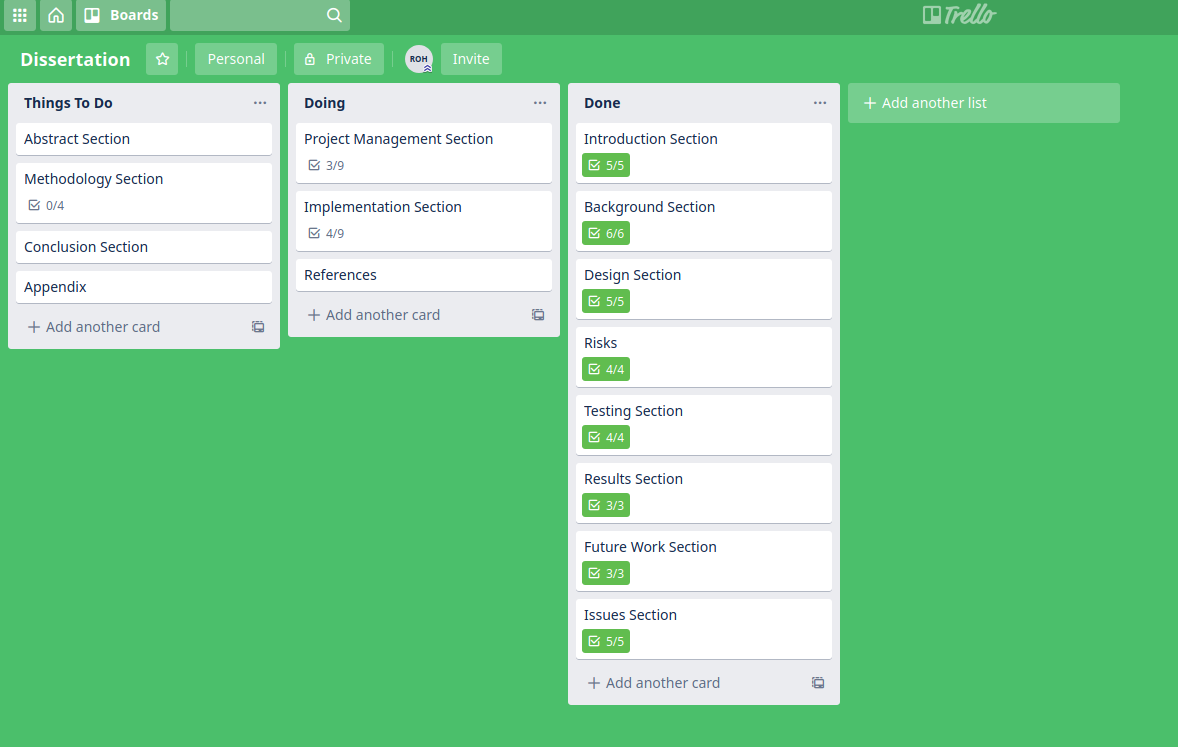 Boards
Trello
Dissertation
Personal
Private
ROH
Invite
Things To Do
Abstract Section
Methodology Section
0/4
Conclusion Section
Appendix
+ Add another card
Doing
Project Management Section
3/9
Implementation Section
4/9
References
+ Add another card
Done
Introduction Section
5/5
Background Section
6/6
Design Section
5/5
Risks
4/4
Testing Section
4/4
Results Section
3/3
Future Work Section
3/3
Issues Section
5/5
+ Add another card
+ Add another list